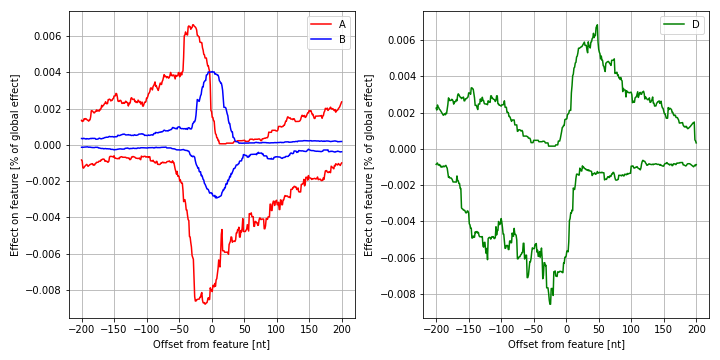 A
B
0.006
0.004
0.002
0.000
−0.002
−0.004
−0.006
−0.008
Effect on feature [% of global effect]
−200 −150 −100 −50 0 50 100 150 200
Offset from feature [nt]
D
0.006
0.004
0.002
0.000
−0.002
−0.004
−0.006
−0.008
Effect on feature [% of global effect]
−200 −150 −100 −50 0 50 100 150 200
Offset from feature [nt]